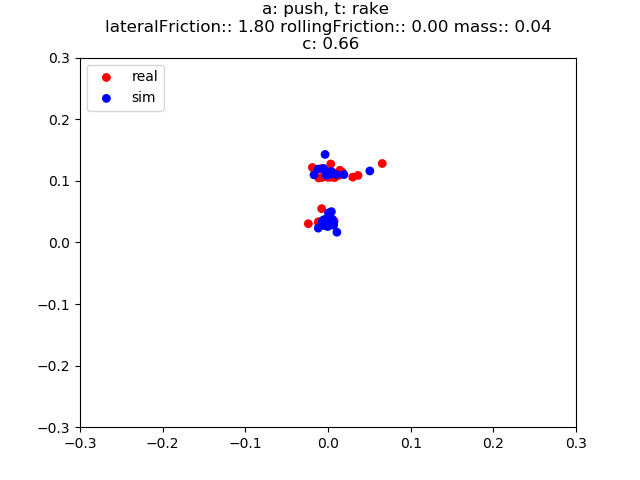 a: push, t: rake
lateralFriction:: 1.80 rollingFriction:: 0.00 mass:: 0.04
c: 0.66
real
sim
0.3
0.2
0.1
0.0
−0.1
−0.2
−0.3
−0.3 −0.2 −0.1 0.0 0.1 0.2 0.3